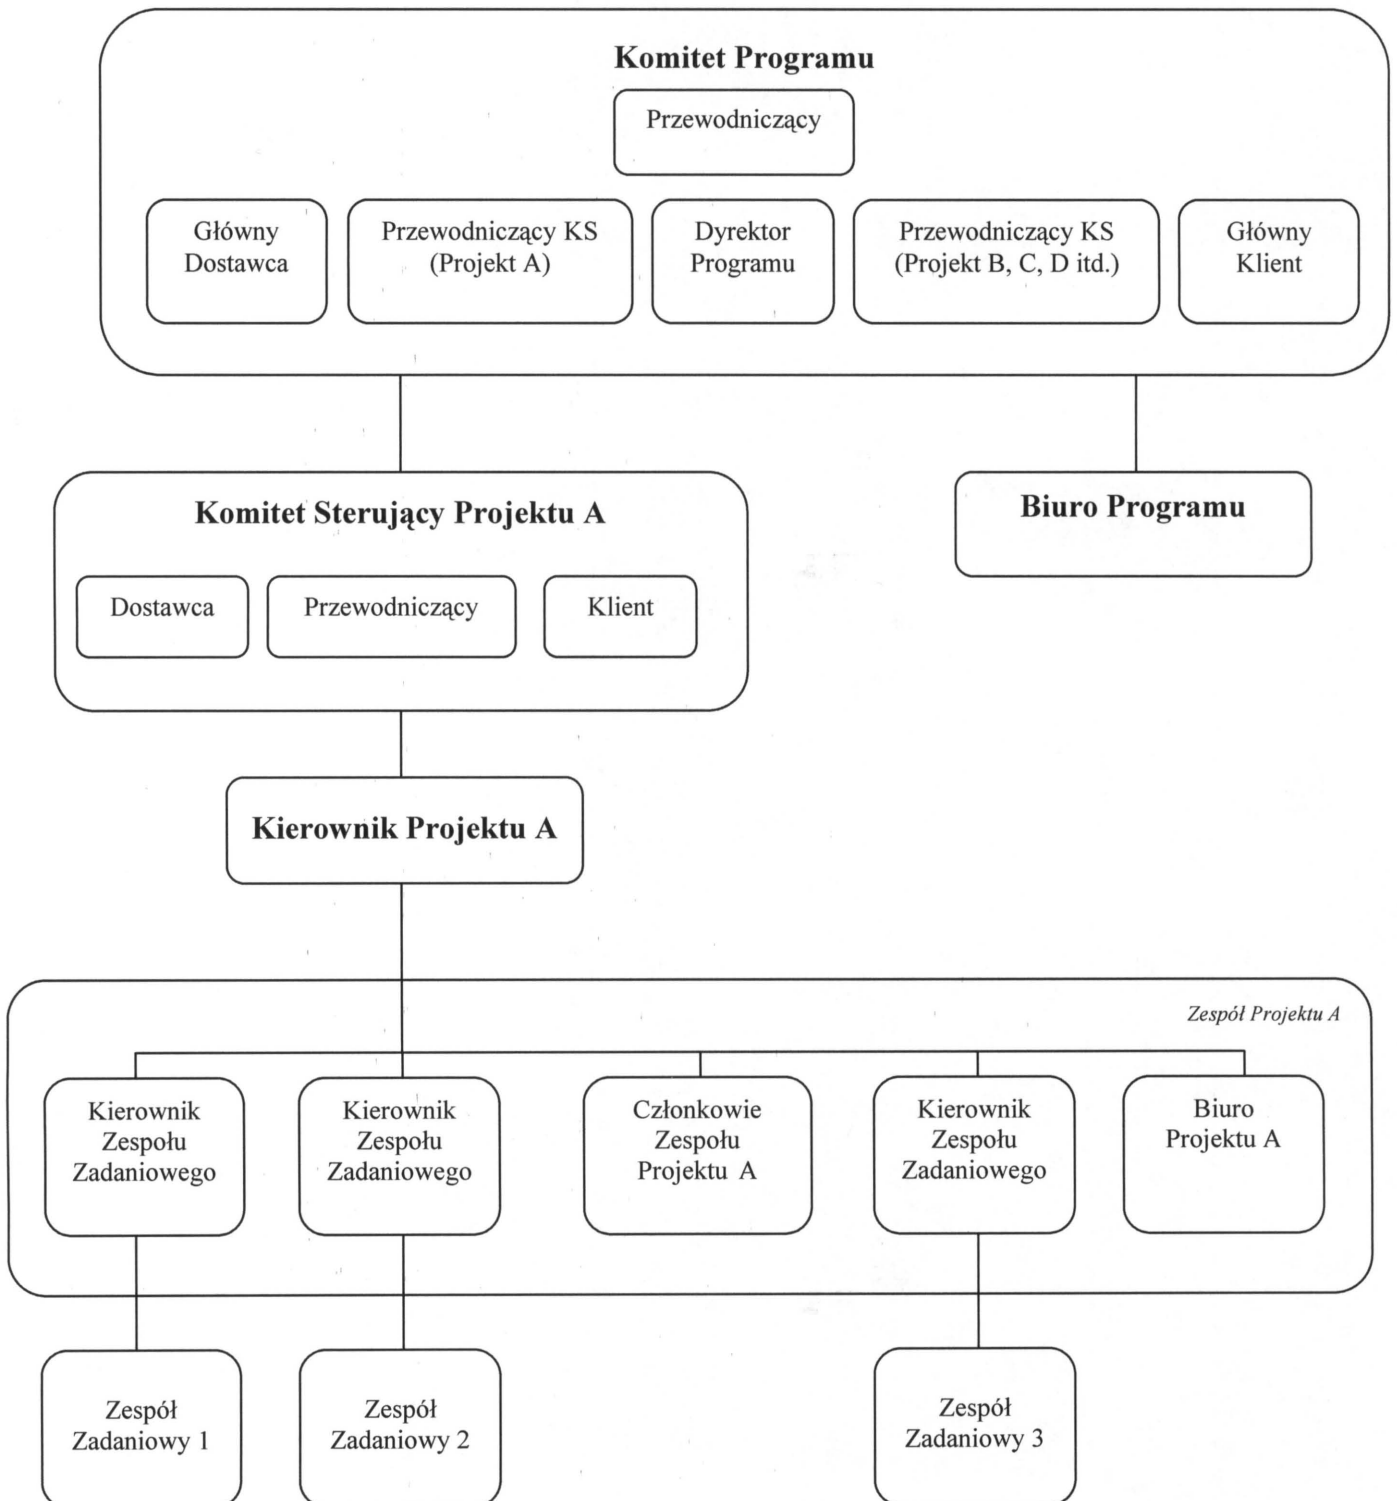 Komitet Programu
Przewodniczący
Główny
Dostawca
Przewodniczący KS
(Projekt A)
Dyrektor
Programu
Przewodniczący KS
(Projekt B, C, D itd.)
Główny
Klient
Komitet Sterujący Projektu A
Biuro Programu
Dostawca
Przewodniczący
Klient
Kierownik Projektu A
Zespół Projektu A
Kierownik
Zespołu
Zadaniowego
Kierownik
Zespołu
Zadaniowego
Członkowie
Zespołu
Projektu A
Kierownik
Zespołu
Zadaniowego
Biuro
Projektu A
Zespół
Zadaniowy 1
Zespół
Zadaniowy 2
Zespół
Zadaniowy 3